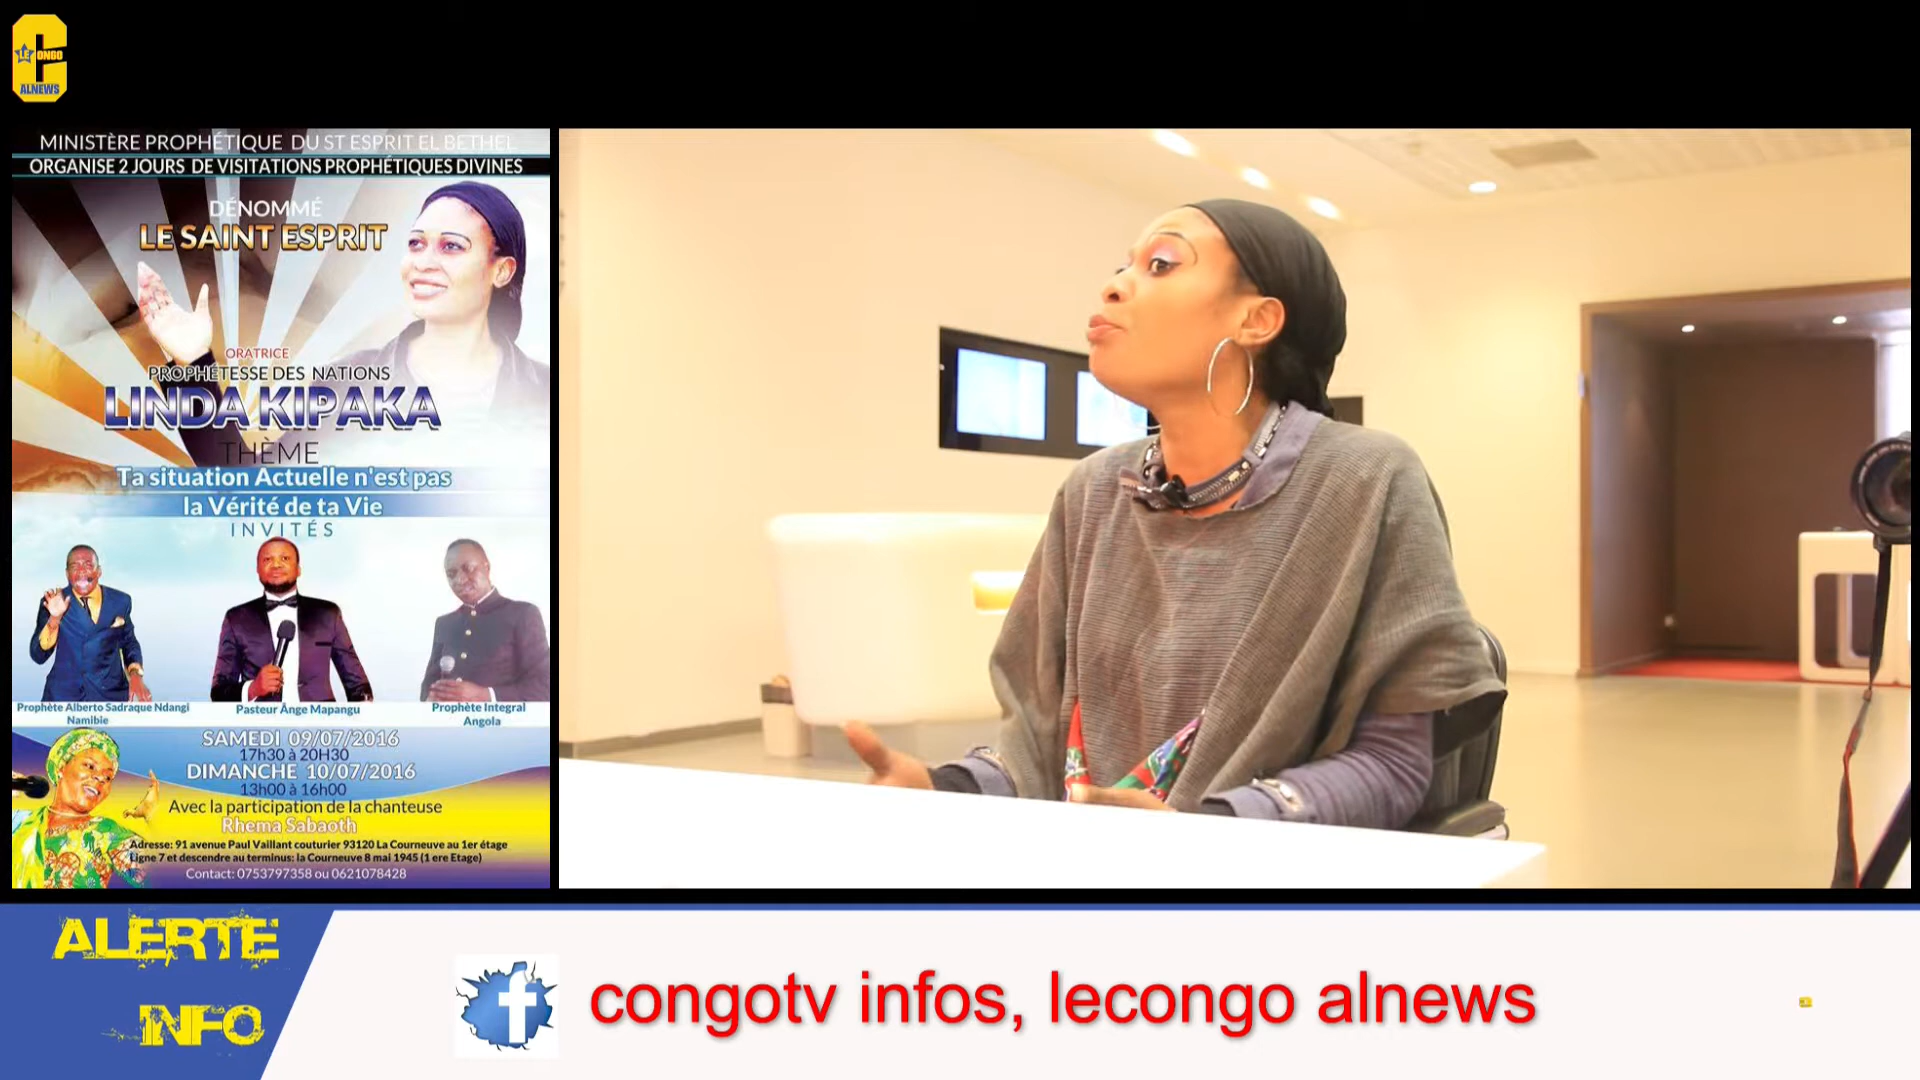 LE CONGO
ALNEWS
MINISTÈRE PROPHÉTIQUE DU ST ESPRIT EL BETHEL
ORGANISE 2 JOURS DE VISITATIONS PROPHÉTIQUES DIVINES
DÉNOMMÉ
LE SAINT ESPRIT
ORATRICE
PROPHÉTESSE DES NATIONS
LINDA KIPAKA
THÈME
Ta situation Actuelle n'est pas
la Vérité de ta Vie
INVITÉS
Prophète Alberto Sadraque Ndangi
Namibie
Pasteur Ânge Mapangu
Prophète Integral
Angola
SAMEDI 09/07/2016
17h30 à 20H30
DIMANCHE 10/07/2016
13h00 à 16h00
Avec la participation de la chanteuse
Rhema Sabaoth
Adresse: 91 avenue Paul Vaillant couturier 93120 La Courneuve au 1er étage
Ligne 7 et descendre au terminus: la Courneuve 8 mai 1945 (1 ere Etage)
Contact: 0753797358 ou 0621078428
ALERTE
INFO
f
congotv infos, lecongo alnews